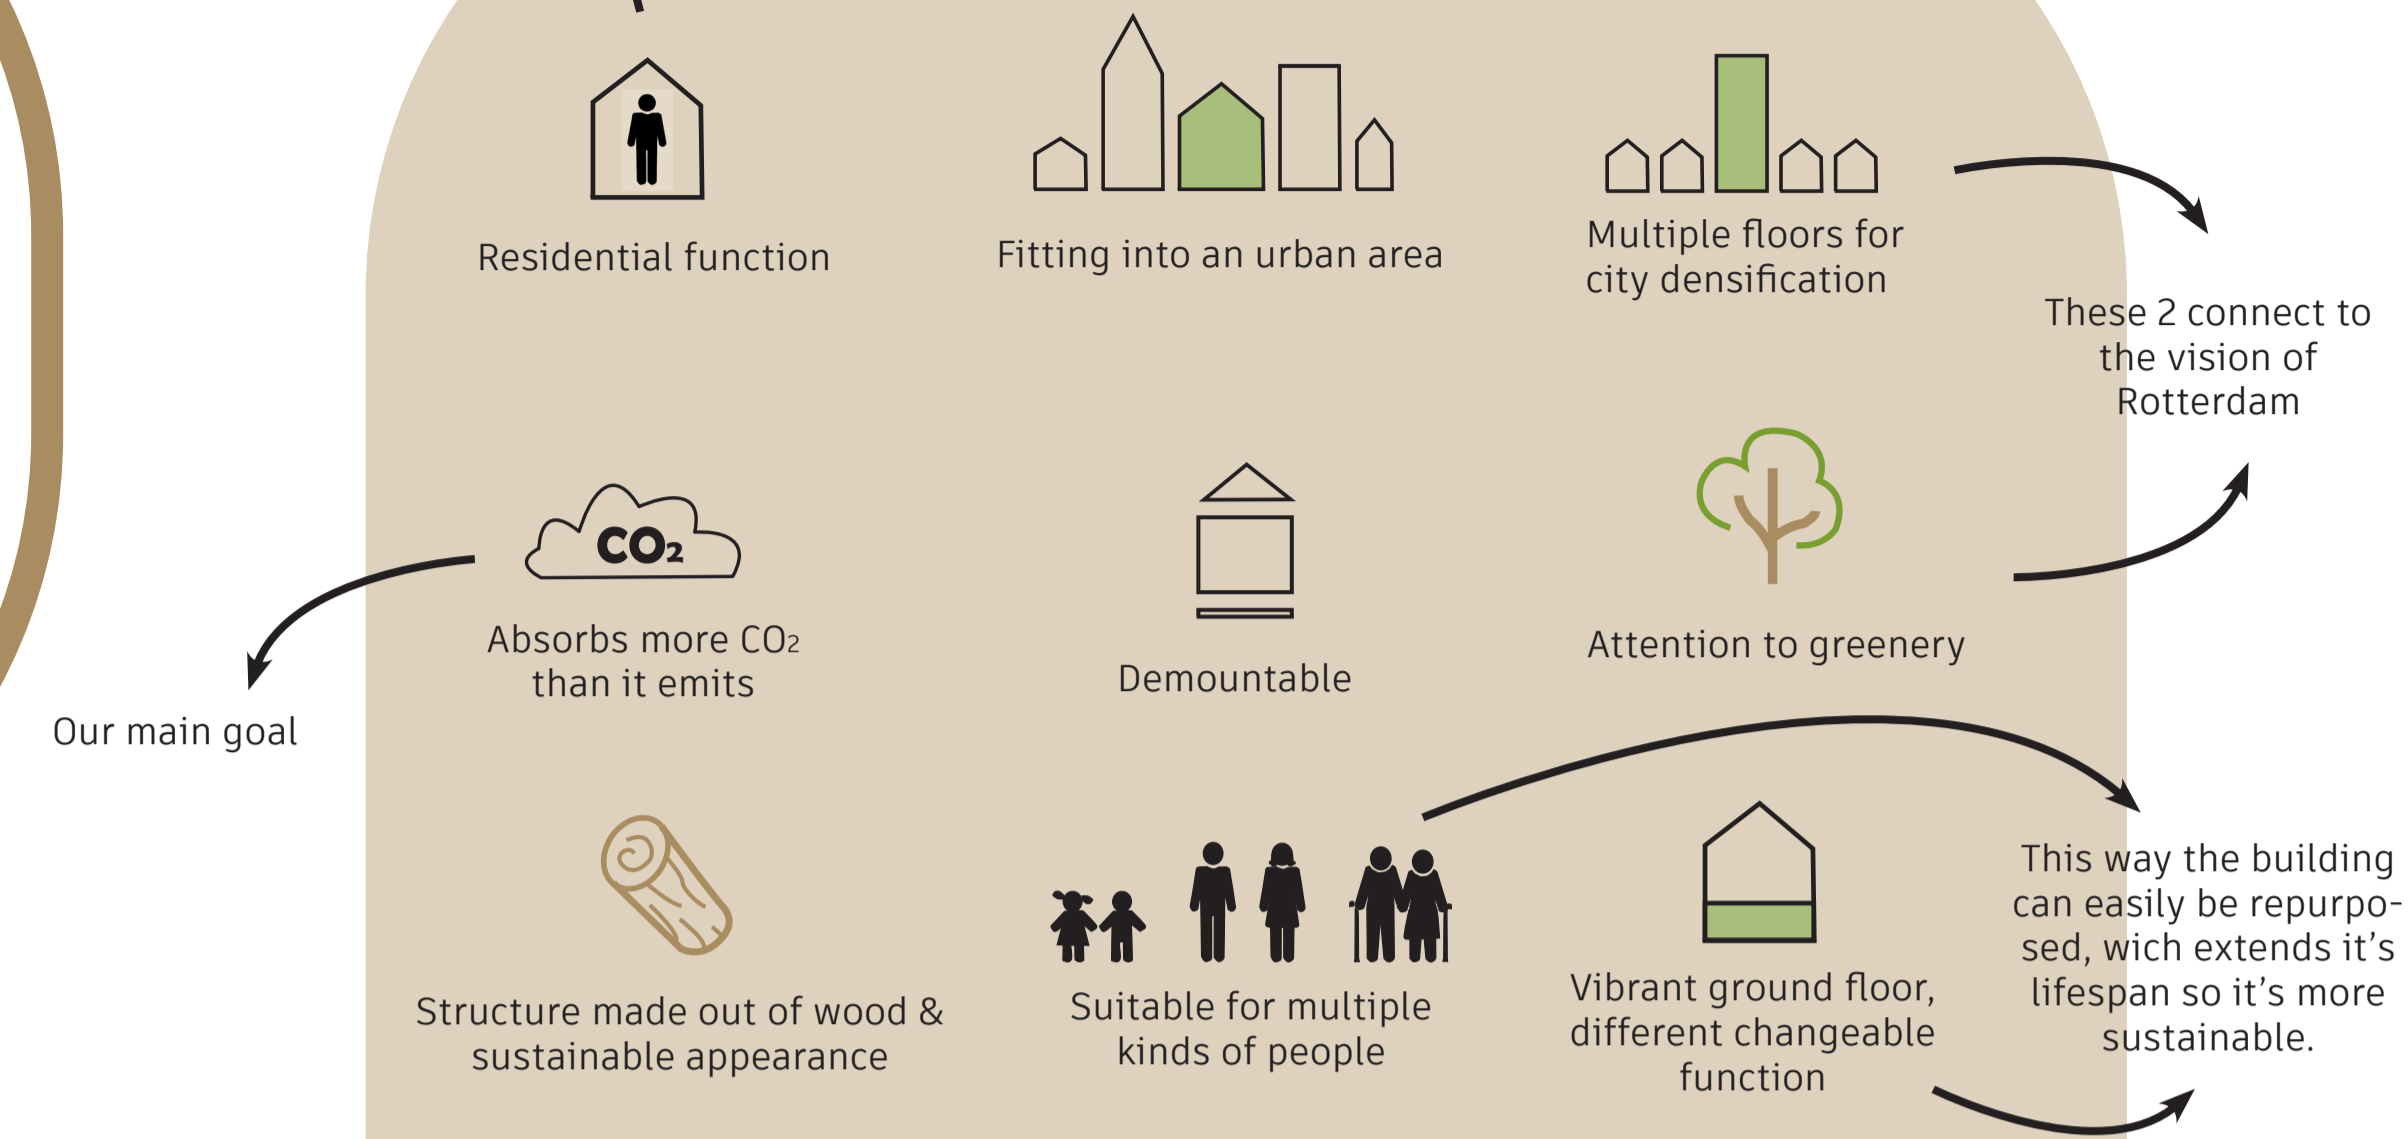 Residential function
Fitting into an urban area
Multiple floors for
city densification
These 2 connect to
the vision of
Rotterdam
CO₂
Absorbs more CO₂
than it emits
Our main goal
Demountable
Attention to greenery
Structure made out of wood &
sustainable appearance
Suitable for multiple
kinds of people
Vibrant ground floor,
different changeable
function
This way the building
can easily be repurpo-
sed, wich extends it’s
lifespan so it’s more
sustainable.